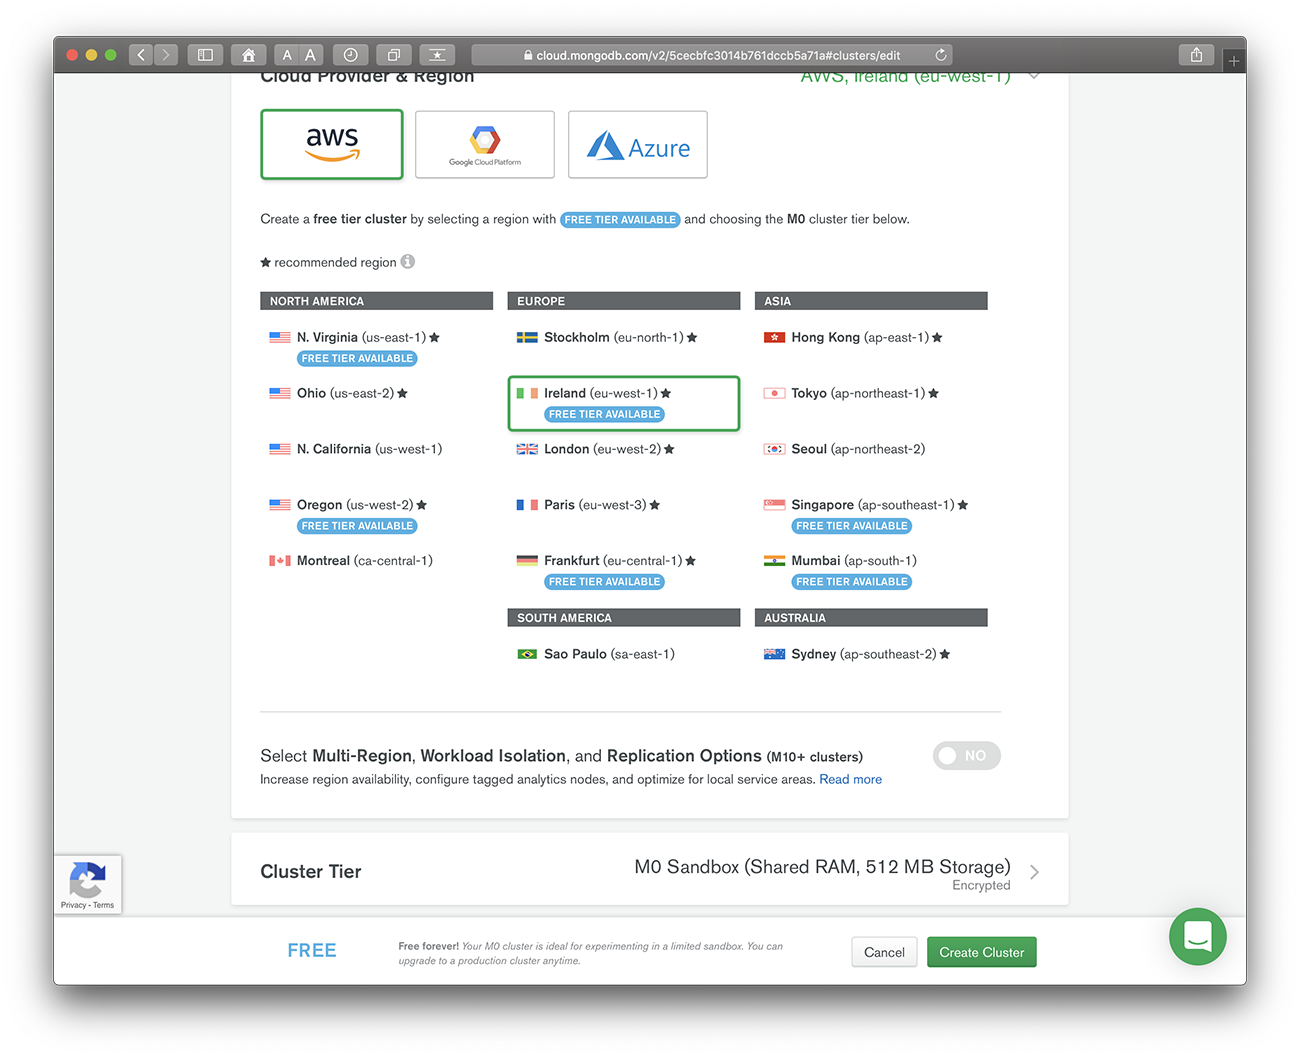 A A
cloud.mongodb.com/v2/5cecbfc3014b761dccb5a71a#clusters/edit
Cloud Provider & Region
AWS, Ireland (eu-west-1)
aws
Google Cloud Platform
Azure
Create a free tier cluster by selecting a region with FREE TIER AVAILABLE and choosing the M0 cluster tier below.
★ recommended region i
NORTH AMERICA
N. Virginia (us-east-1) ★
FREE TIER AVAILABLE
Ohio (us-east-2) ★
N. California (us-west-1)
Oregon (us-west-2) ★
FREE TIER AVAILABLE
Montreal (ca-central-1)
EUROPE
Stockholm (eu-north-1) ★
Ireland (eu-west-1) ★
FREE TIER AVAILABLE
London (eu-west-2) ★
Paris (eu-west-3) ★
Frankfurt (eu-central-1) ★
FREE TIER AVAILABLE
SOUTH AMERICA
Sao Paulo (sa-east-1)
ASIA
Hong Kong (ap-east-1) ★
Tokyo (ap-northeast-1) ★
Seoul (ap-northeast-2)
Singapore (ap-southeast-1) ★
FREE TIER AVAILABLE
Mumbai (ap-south-1)
FREE TIER AVAILABLE
AUSTRALIA
Sydney (ap-southeast-2) ★
Select Multi-Region, Workload Isolation, and Replication Options (M10+ clusters)
NO
Increase region availability, configure tagged analytics nodes, and optimize for local service areas. Read more
Cluster Tier
M0 Sandbox (Shared RAM, 512 MB Storage)
Encrypted
Privacy - Terms
FREE
Free forever! Your M0 cluster is ideal for experimenting in a limited sandbox. You can
upgrade to a production cluster anytime.
Cancel
Create Cluster